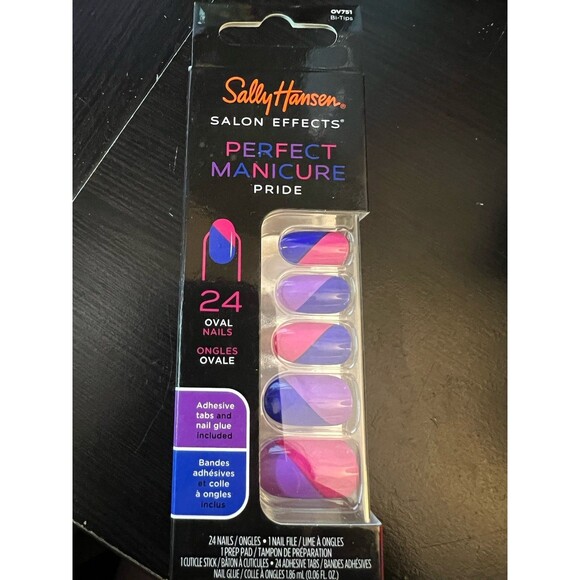 OV751
Bi-Tips
Sally Hansen®
SALON EFFECTS®
PERFECT
MANICURE
PRIDE
24
OVAL
NAILS
ONGLES
OVALE
Adhesive
tabs and
nail glue
included
Bandes
adhésives
et colle
à ongles
inclus
24 NAILS / ONGLES • 1 NAIL FILE / LIME À ONGLES
1 PREP PAD / TAMPON DE PRÉPARATION
1 CUTICLE STICK / BÂTON À CUTICULES • 24 ADHESIVE TABS / BANDES ADHÉSIVES
NAIL GLUE / COLLE À ONGLES 1.86 mL (0.06 FL. OZ.)